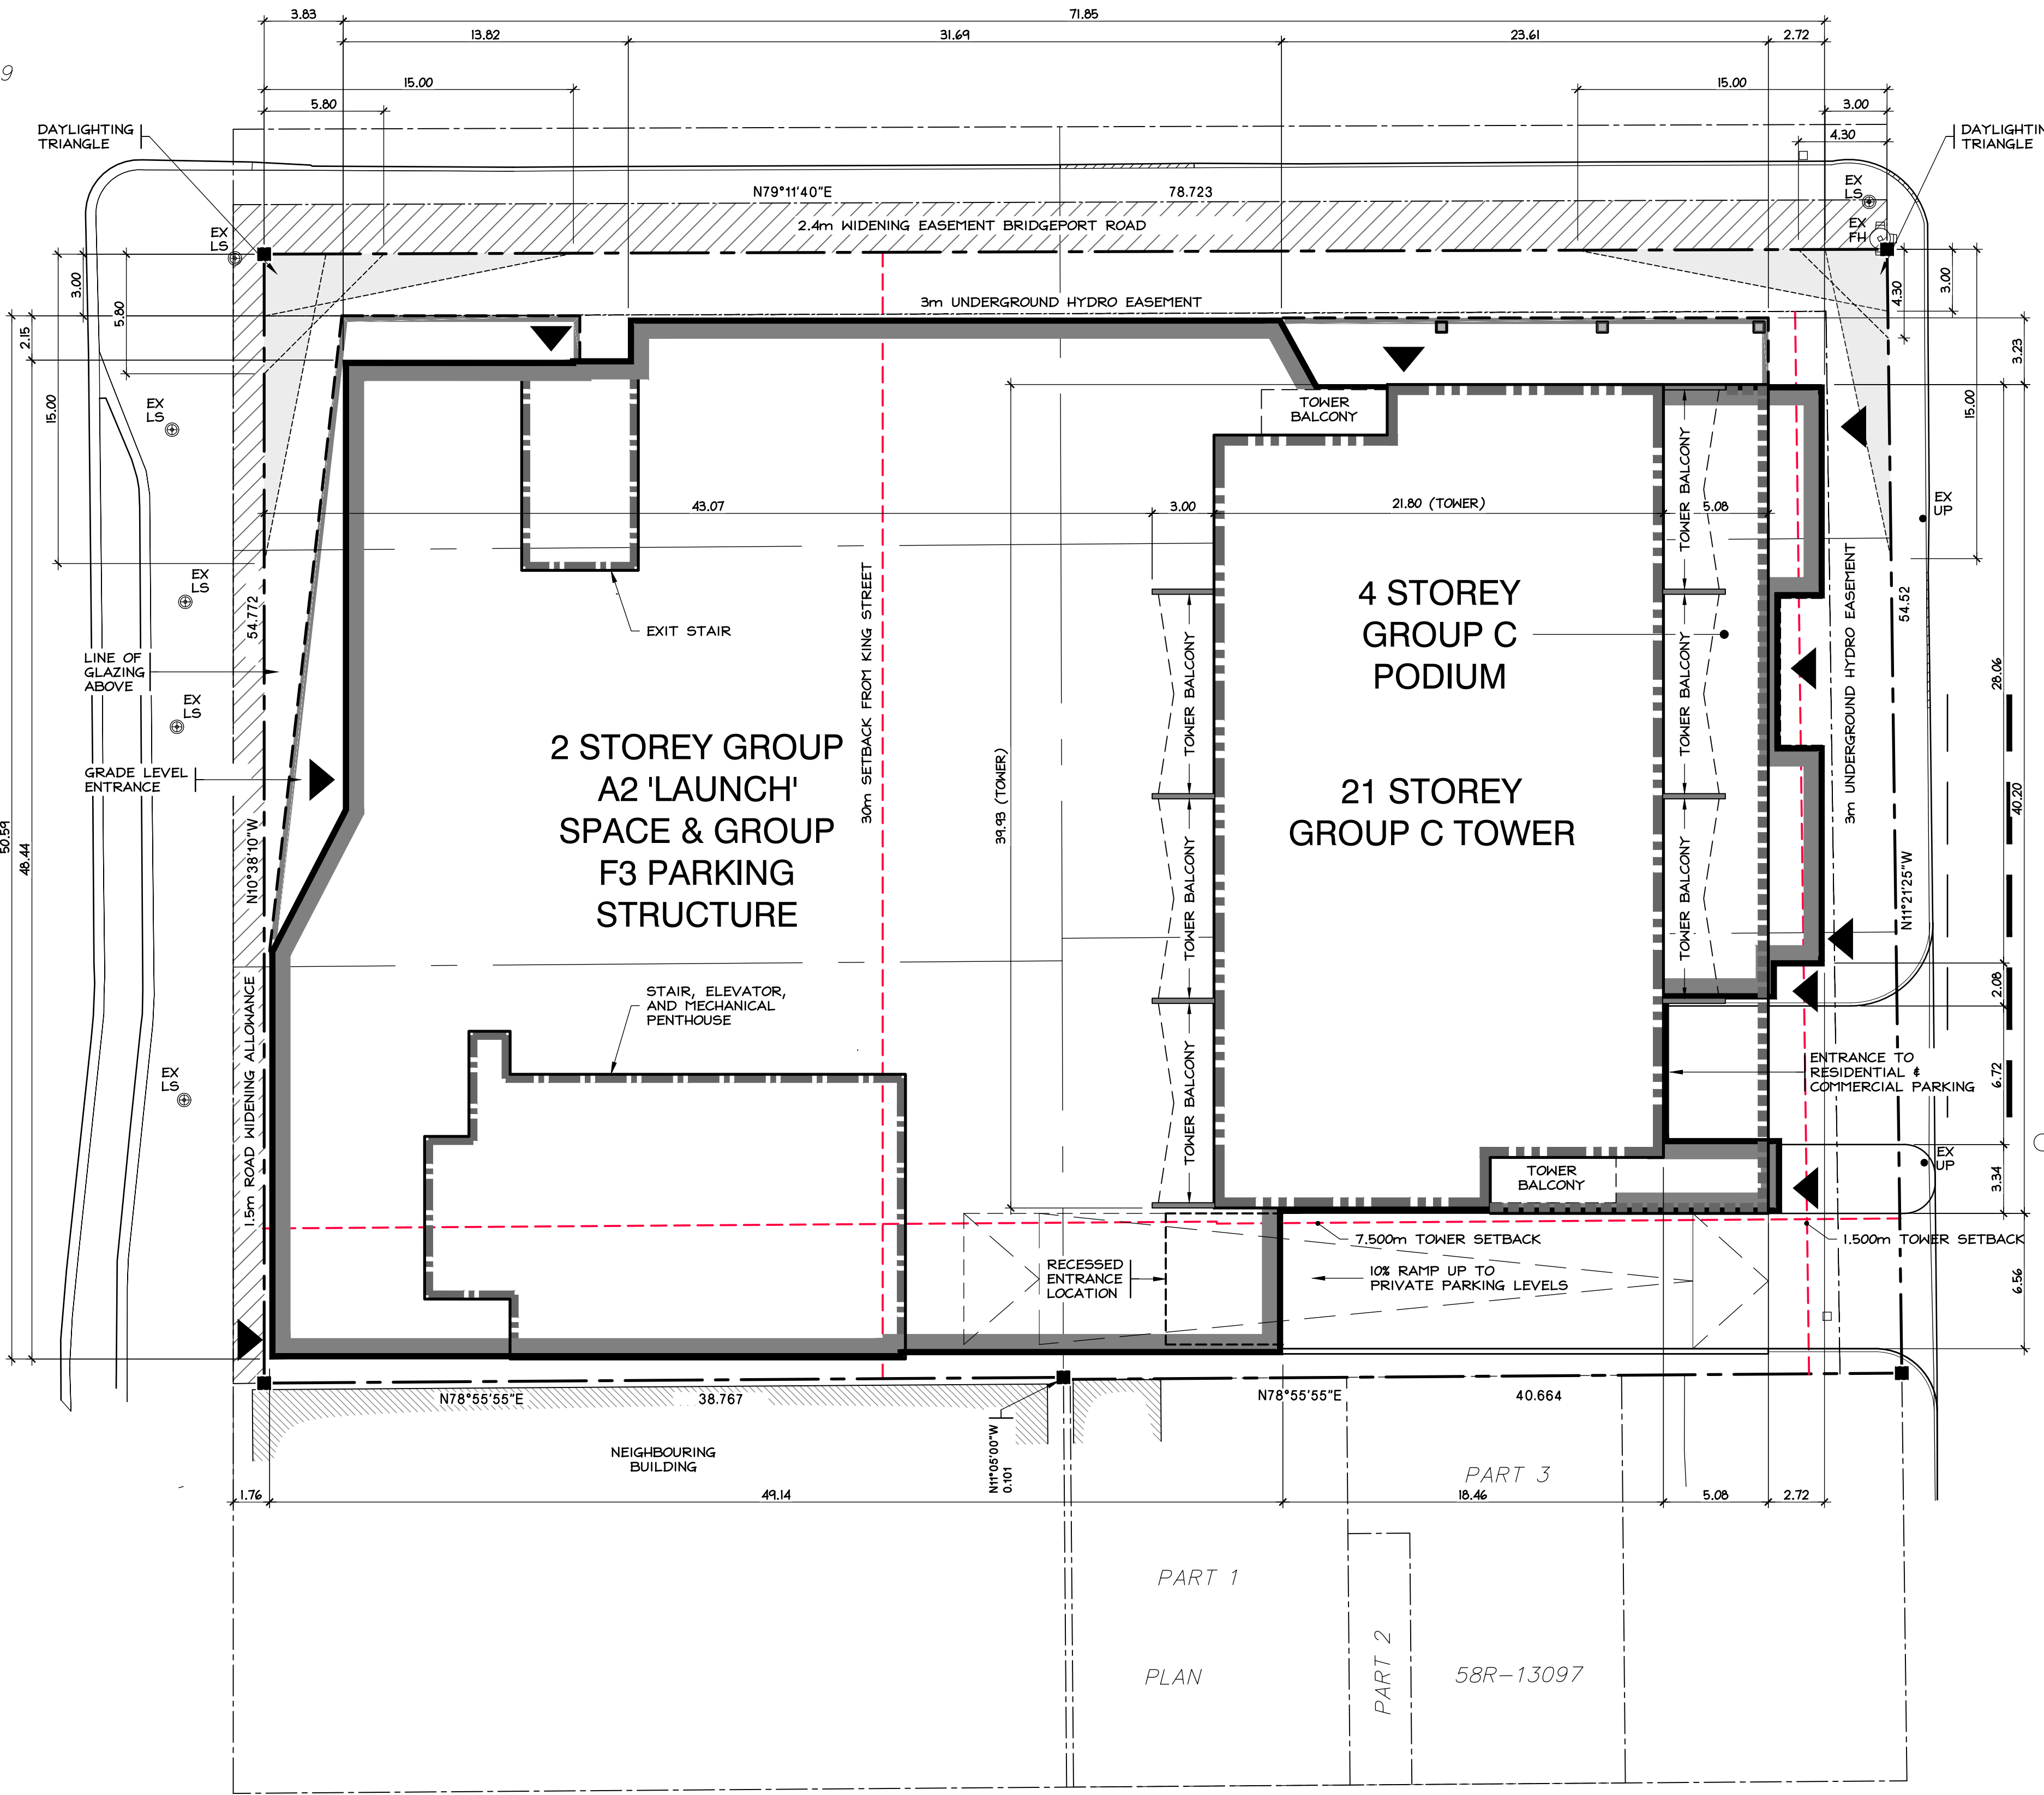 3.83
71.85
13.82
31.69
23.61
2.72
9
15.00
5.80
15.00
3.00
4.30
DAYLIGHTING
TRIANGLE
DAYLIGHTIN
TRIANGLE
N79°11'40"E
78.723
EX
LS
2.4m WIDENING EASEMENT BRIDGEPORT ROAD
EX
LS
EX
FH
3.00
5.80
2.15
15.00
3m UNDERGROUND HYDRO EASEMENT
4.30
3.00
15.00
3.23
EX
LS
TOWER
BALCONY
TOWER BALCONY
43.07
3.00
21.80 (TOWER)
5.08
EX
UP
EX
LS
54.772
EXIT STAIR
30m SETBACK FROM KING STREET
4 STOREY
GROUP C
PODIUM
TOWER BALCONY
TOWER BALCONY
3m UNDERGROUND HYDRO EASEMENT
54.52
28.06
LINE OF
GLAZING
ABOVE
EX
LS
GRADE LEVEL
ENTRANCE
2 STOREY GROUP
A2 'LAUNCH'
SPACE & GROUP
F3 PARKING
STRUCTURE
39.93 (TOWER)
21 STOREY
GROUP C TOWER
40.20
50.59
48.44
N10°38'10"W
TOWER BALCONY
TOWER BALCONY
N11°21'25"W
STAIR, ELEVATOR,
AND MECHANICAL
PENTHOUSE
2.08
1.5m ROAD WIDENING ALLOWANCE
EX
LS
TOWER BALCONY
ENTRANCE TO
RESIDENTIAL &
COMMERCIAL PARKING
6.72
TOWER
BALCONY
EX
UP
3.34
7.500m TOWER SETBACK
1.500m TOWER SETBACK
RECESSED
ENTRANCE
LOCATION
10% RAMP UP TO
PRIVATE PARKING LEVELS
6.56
N78°55'55"E
38.767
N78°55'55"E
40.664
NEIGHBOURING
BUILDING
N11°05'00"W
0.101
PART 3
1.76
49.14
18.46
5.08
2.72
PART 1
PART 2
PLAN
58R-13097